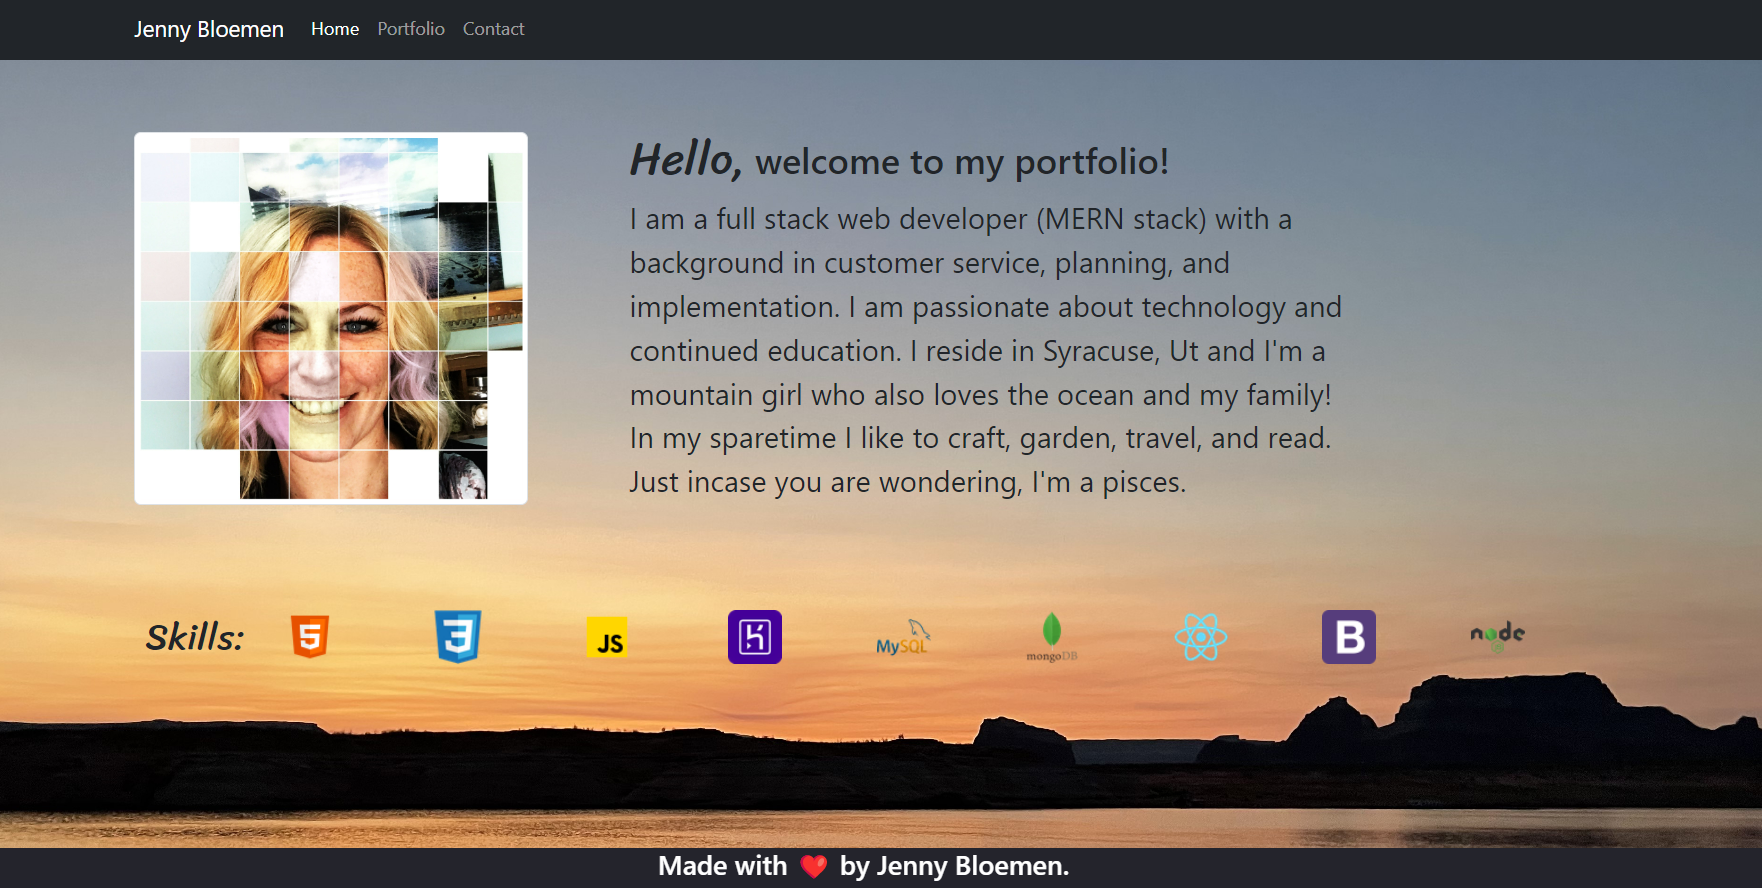 Jenny Bloemen Home Portfolio Contact
Hello, welcome to my portfolio!
I am a full stack web developer (MERN stack) with a
background in customer service, planning, and
implementation. I am passionate about technology and
continued education. I reside in Syracuse, Ut and I'm a
mountain girl who also loves the ocean and my family!
In my sparetime I like to craft, garden, travel, and read.
Just incase you are wondering, I'm a pisces.
Skills: 5 3 JS MySQL mongoDB B node
Made with ❤️ by Jenny Bloemen.